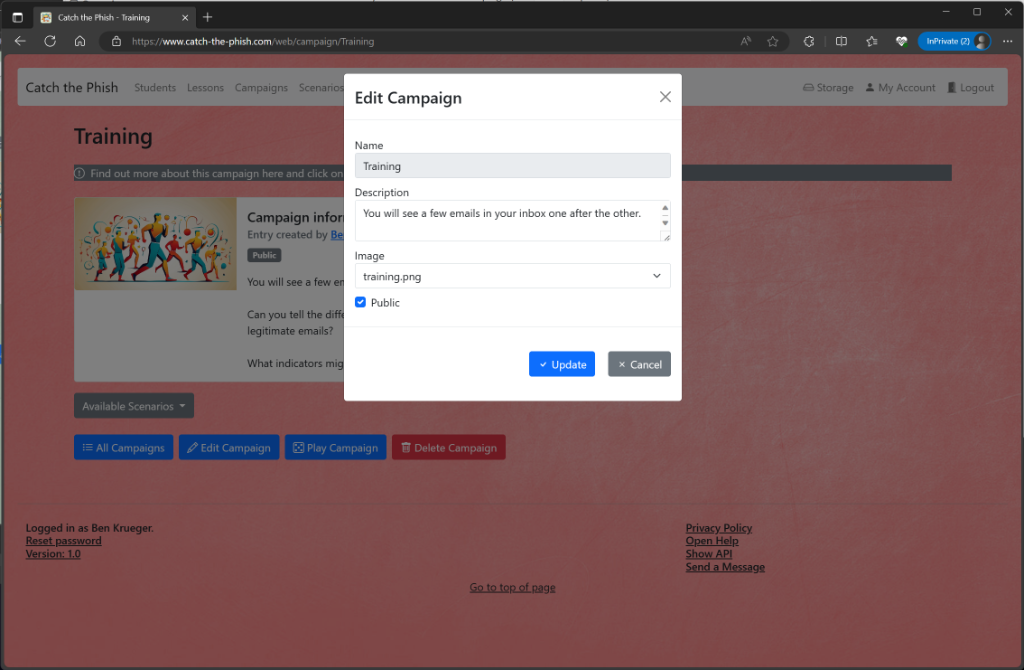 Catch the Phish - Training
https://www.catch-the-phish.com/web/campaign/Training
InPrivate (2)
Catch the Phish Students Lessons Campaigns Scenarios Storage My Account Logout
Training
Find out more about this campaign here and click on
Campaign infor
Entry created by Be
Public
You will see a few em
Can you tell the diffe
legitimate emails?
What indicators mig
Edit Campaign
Name
Training
Description
You will see a few emails in your inbox one after the other.
Image
training.png
Public
Update Cancel
Available Scenarios
All Campaigns Edit Campaign Play Campaign Delete Campaign
Logged in as Ben Krueger.
Reset password
Version: 1.0
Privacy Policy
Open Help
Show API
Send a Message
Go to top of page